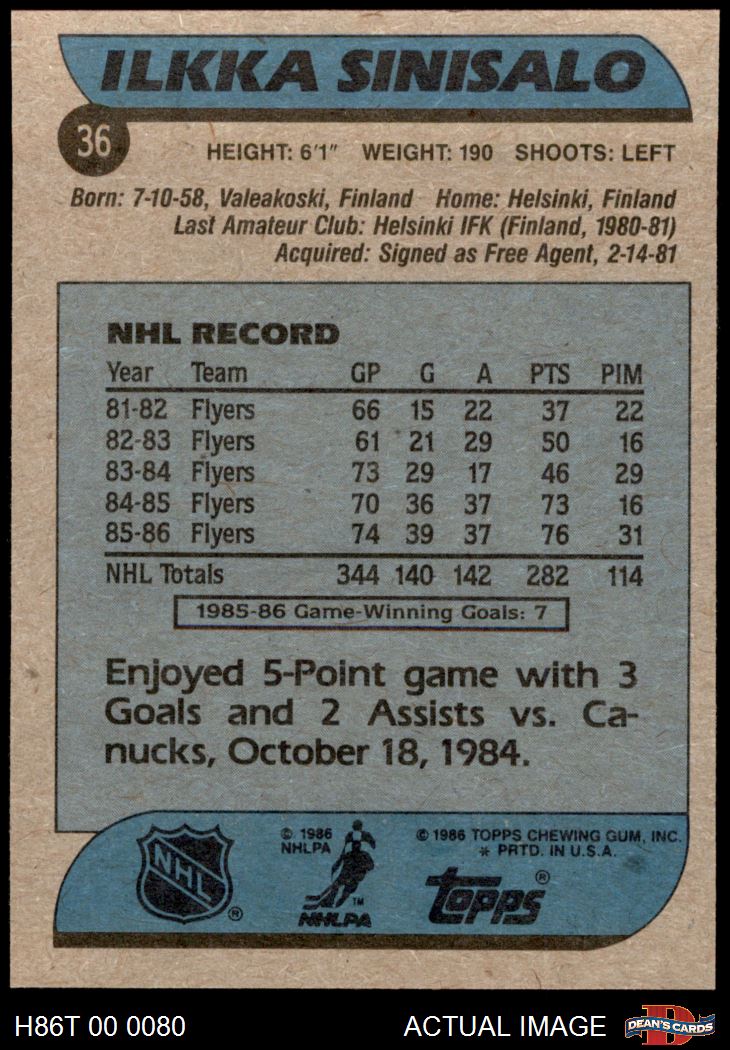 ILKKA SINISALO
36
HEIGHT: 6'1" WEIGHT: 190 SHOOTS: LEFT
Born: 7-10-58, Valeakoski, Finland Home: Helsinki, Finland
Last Amateur Club: Helsinki IFK (Finland, 1980-81)
Acquired: Signed as Free Agent, 2-14-81
NHL RECORD
Year Team GP G A PTS PIM
81-82 Flyers 66 15 22 37 22
82-83 Flyers 61 21 29 50 16
83-84 Flyers 73 29 17 46 29
84-85 Flyers 70 36 37 73 16
85-86 Flyers 74 39 37 76 31
NHL Totals 344 140 142 282 114
1985-86 Game-Winning Goals: 7
Enjoyed 5-Point game with 3
Goals and 2 Assists vs. Ca-
nucks, October 18, 1984.
NHL ®
© 1986
NHLPA
TM
NHLPA
© 1986 TOPPS CHEWING GUM, INC.
* PRTD. IN U.S.A.
topps ®
H86T 00 0080 ACTUAL IMAGE
D
DEAN'S CARDS